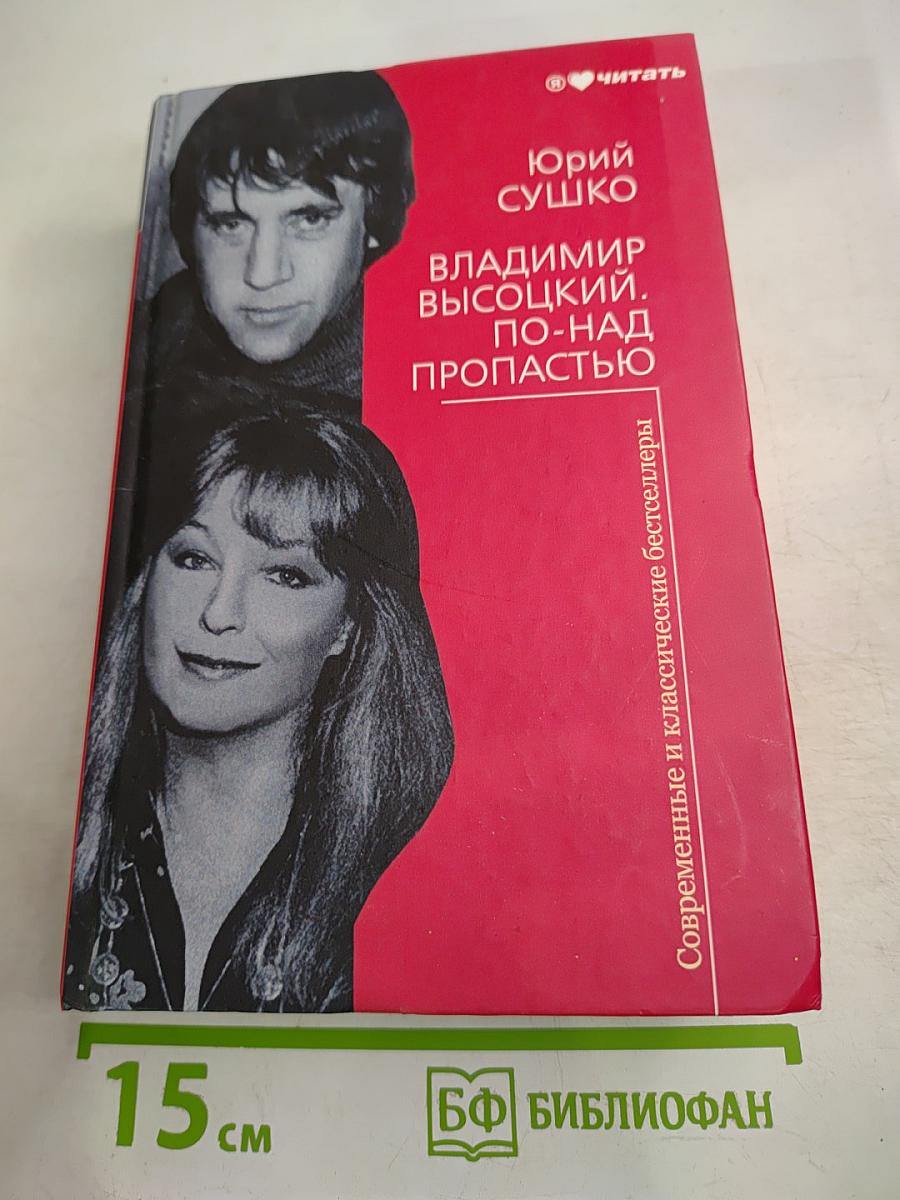 Я ♥ читать
Юрий
СУШКО
ВЛАДИМИР
ВЫСОЦКИЙ.
ПО-НАД
ПРОПАСТЬЮ
Современные и классические бестселлеры
15 см
БФ БИБЛИОФАН